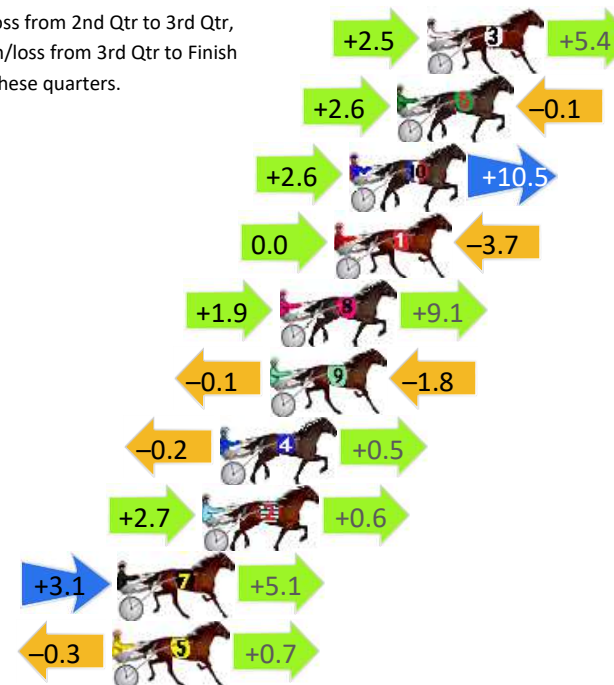 oss from 2nd Qtr to 3rd Qtr,
n/loss from 3rd Qtr to Finish
hese quarters.
+2.5 3 +5.4
+2.6 6 –0.1
+2.6 10 +10.5
0.0 1 –3.7
+1.9 8 +9.1
–0.1 9 –1.8
–0.2 4 +0.5
+2.7 2 +0.6
+3.1 7 +5.1
–0.3 5 +0.7